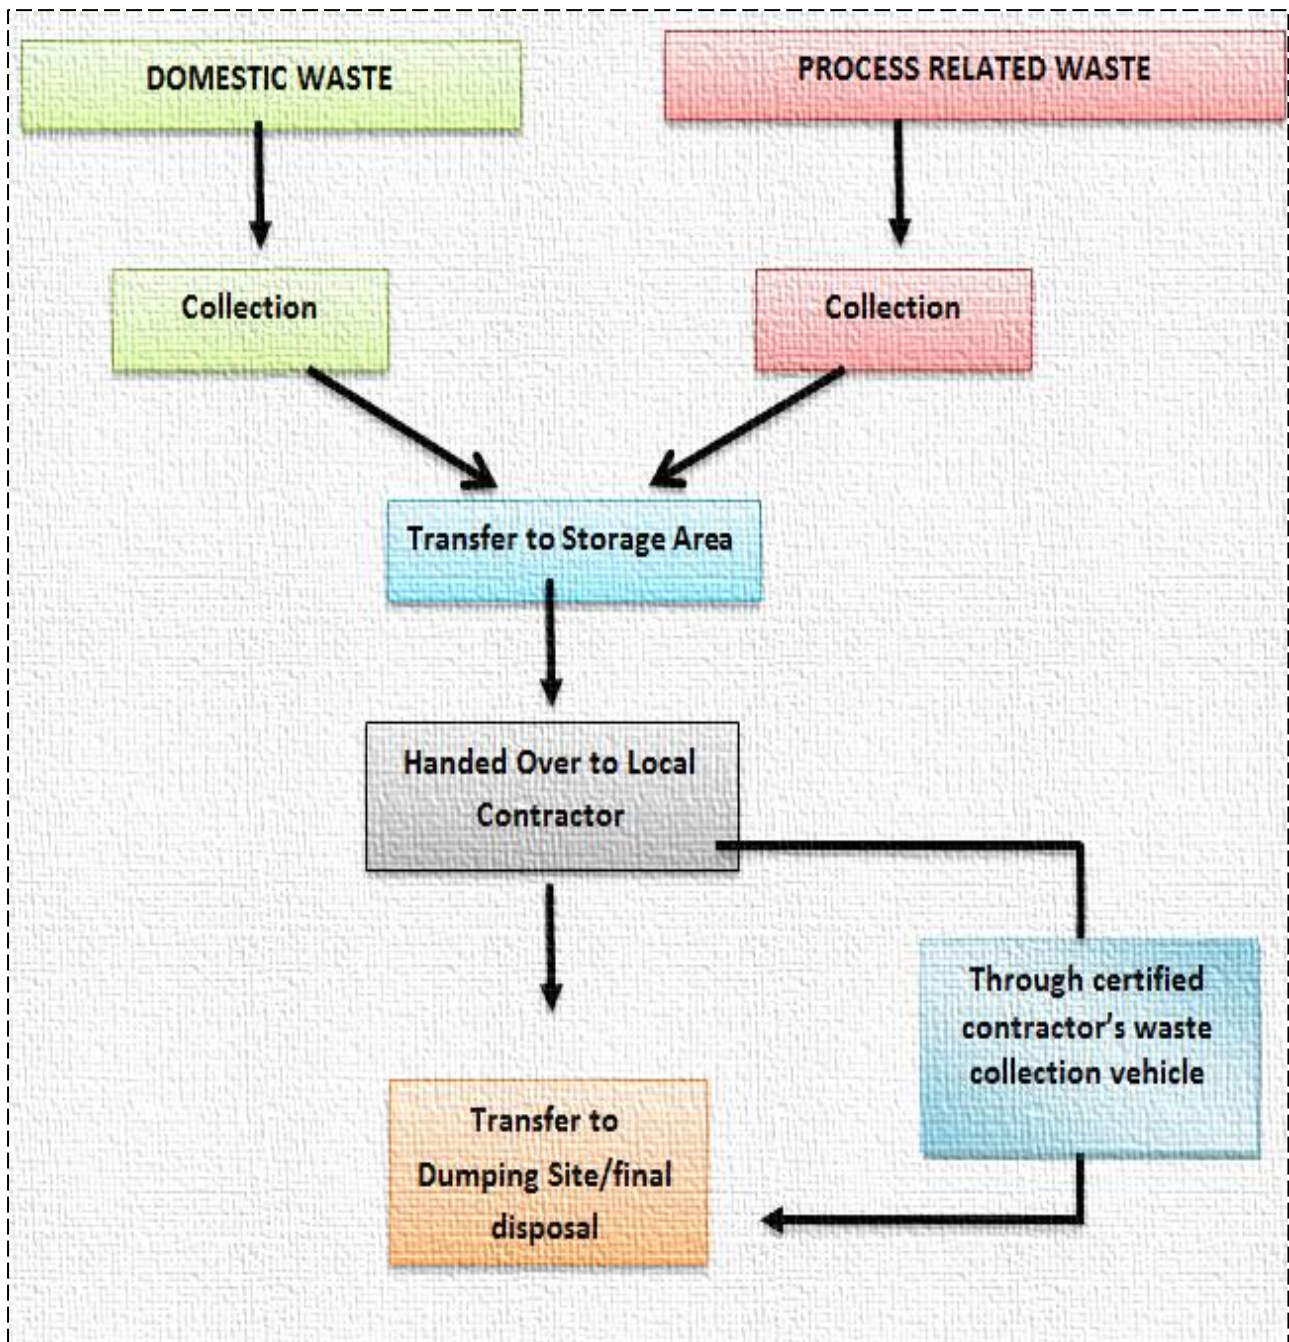 DOMESTIC WASTE
PROCESS RELATED WASTE
Collection
Collection
Transfer to Storage Area
Handed Over to Local
Contractor
Through certified
contractor’s waste
collection vehicle
Transfer to
Dumping Site/final
disposal